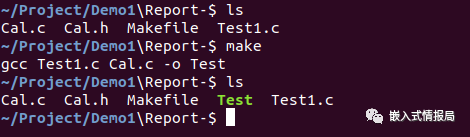 ~/Project/Demo1\Report-$ ls
Cal.c  Cal.h  Makefile  Test1.c
~/Project/Demo1\Report-$ make
gcc Test1.c Cal.c -o Test
~/Project/Demo1\Report-$ ls
Cal.c  Cal.h  Makefile  Test  Test1.c
~/Project/Demo1\Report-$
嵌入式情报局